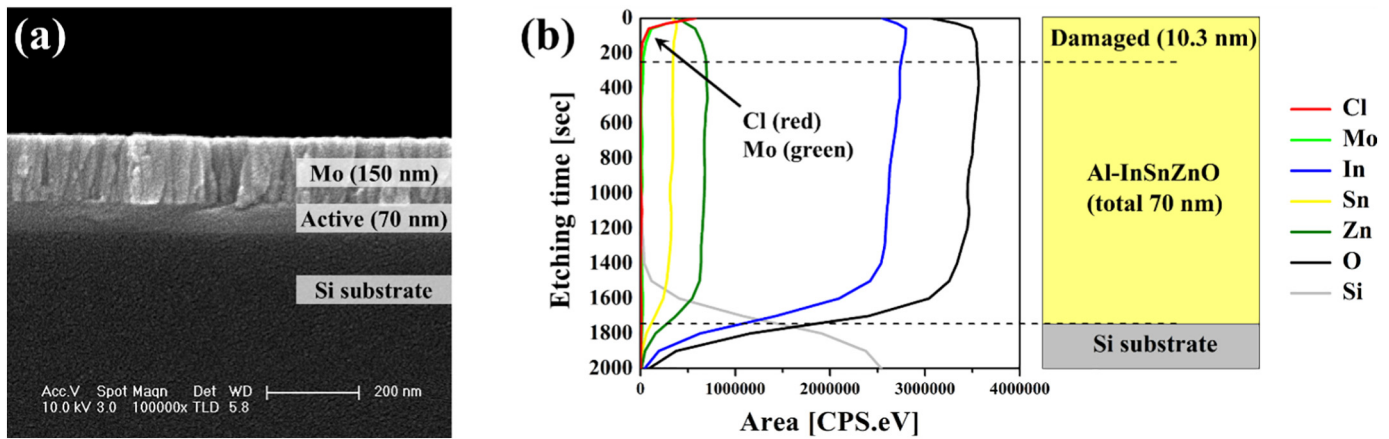 (a)
Mo (150 nm)
Active (70 nm)
Si substrate
Acc.V Spot Magn Det WD
10.0 kV 3.0 100000x TLD 5.8
200 nm
(b)
Etching time [sec]
0
200
400
600
800
1000
1200
1400
1600
1800
2000
0 1000000 2000000 3000000 4000000
Area [CPS.eV]
Cl (red)
Mo (green)
Damaged (10.3 nm)
Al-InSnZnO
(total 70 nm)
Si substrate
Cl
Mo
In
Sn
Zn
O
Si